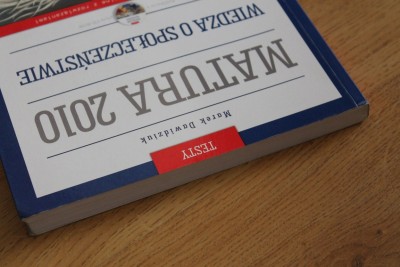 TESTY
Marek Dawidziuk
MATURA 2010
WIEDZA O SPOŁECZEŃSTWIE